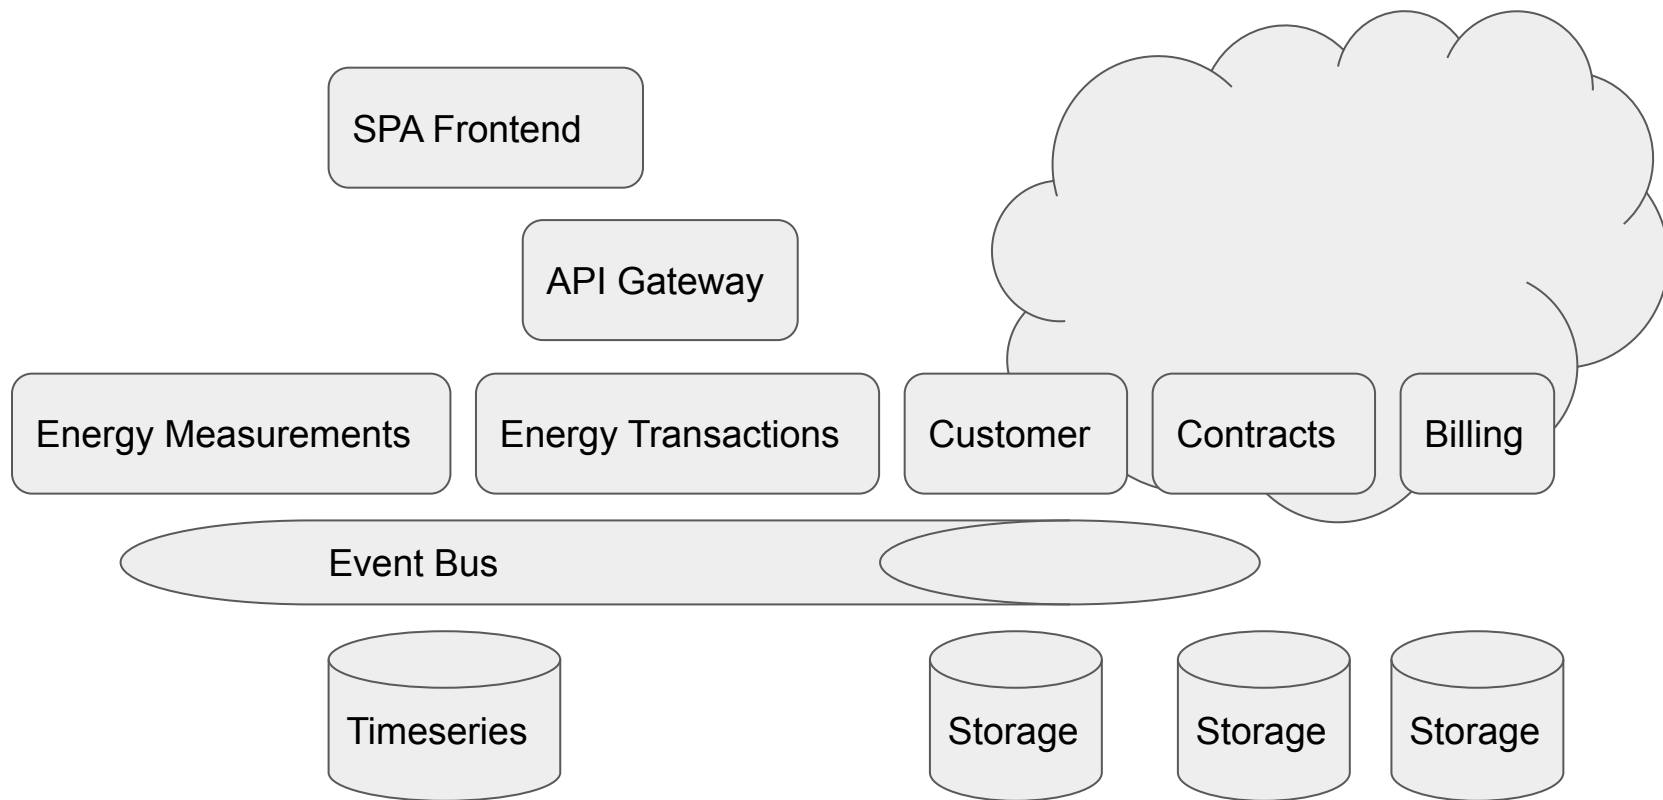 SPA Frontend
API Gateway
Energy Measurements
Energy Transactions
Customer
Contracts
Billing
Event Bus
Timeseries
Storage
Storage
Storage